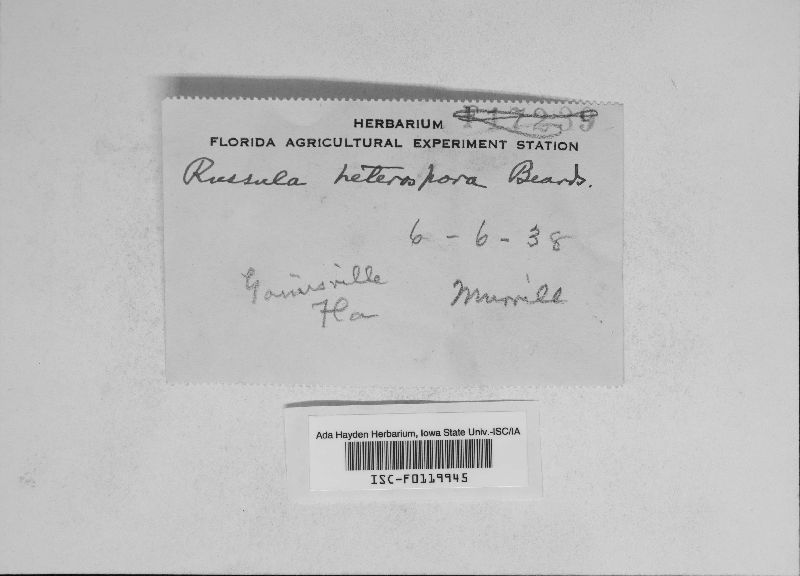 HERBARIUM F17239
FLORIDA AGRICULTURAL EXPERIMENT STATION
Russula heterospora Beards.
6-6-38
Gainesville
Fla
Murrill
Ada Hayden Herbarium, Iowa State Univ.-ISC/IA
ISC-F0119945